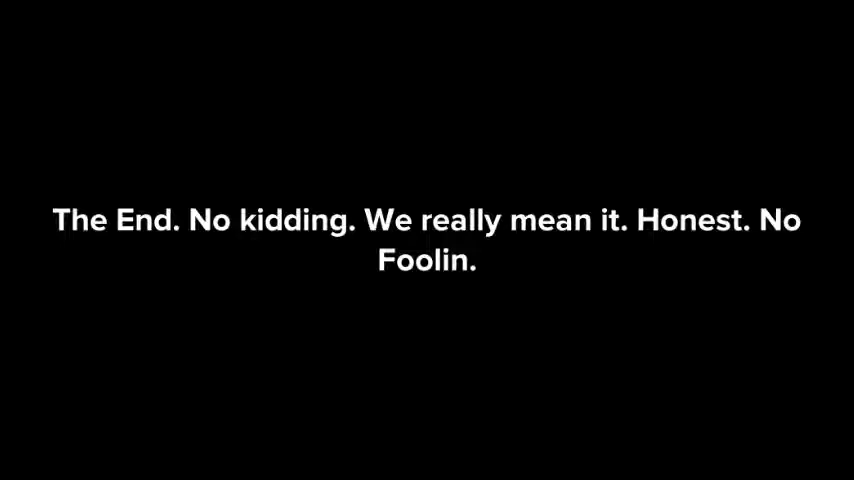 The End. No kidding. We really mean it. Honest. No
Foolin.